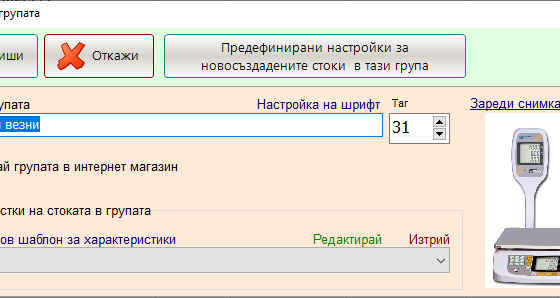 групата
иши
Откажи
Предефинирани настройки за
новосъздадените стоки в тази група
упата
Настройка на шрифт
Таг
Зареди снимка
и везни
31
ай групата в интернет магазин
стки на стоката в групата
ов шаблон за характеристики
Редактирай
Изтрий